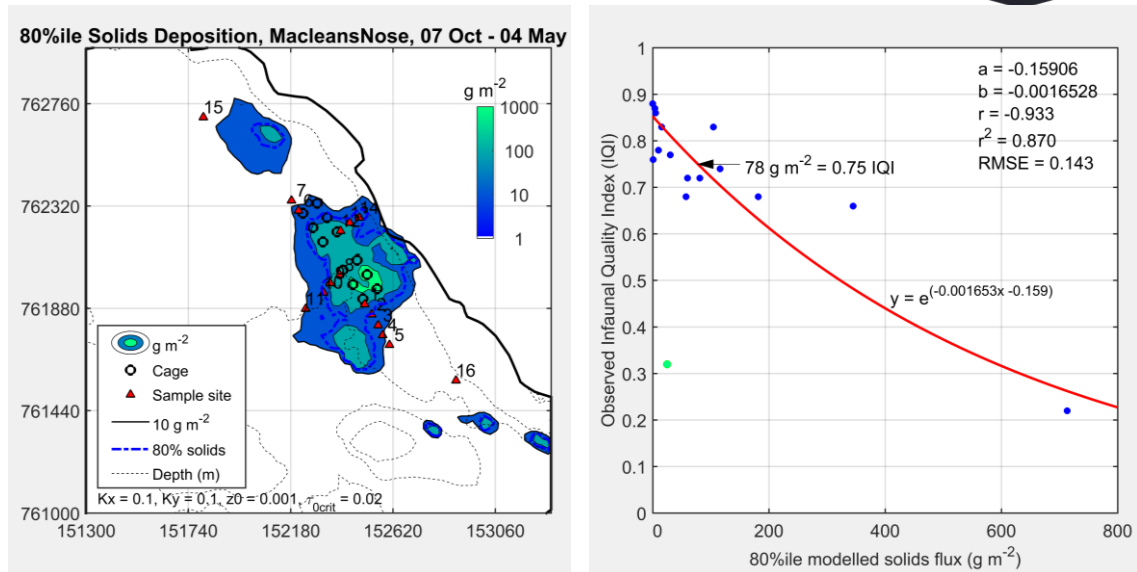 80%ile Solids Deposition, MacleansNose, 07 Oct - 04 May
762760
762320
761880
761440
761000
151300
151740
152180
152620
153060
g m-2
1000
100
10
1
15
7
14
11
2
4
5
16
g m-2
Cage
Sample site
10 g m-2
80% solids
Depth (m)
Kx = 0.1, Ky = 0.1, z0 = 0.001, τ0crit = 0.02
Observed Infaunal Quality Index (IQI)
1
0.9
0.8
0.7
0.6
0.5
0.4
0.3
0.2
0.1
0
0
200
400
600
800
80%ile modelled solids flux (g m-2)
a = -0.15906
b = -0.0016528
r = -0.933
r2 = 0.870
RMSE = 0.143
78 g m-2 = 0.75 IQI
y = e(-0.001653x -0.159)